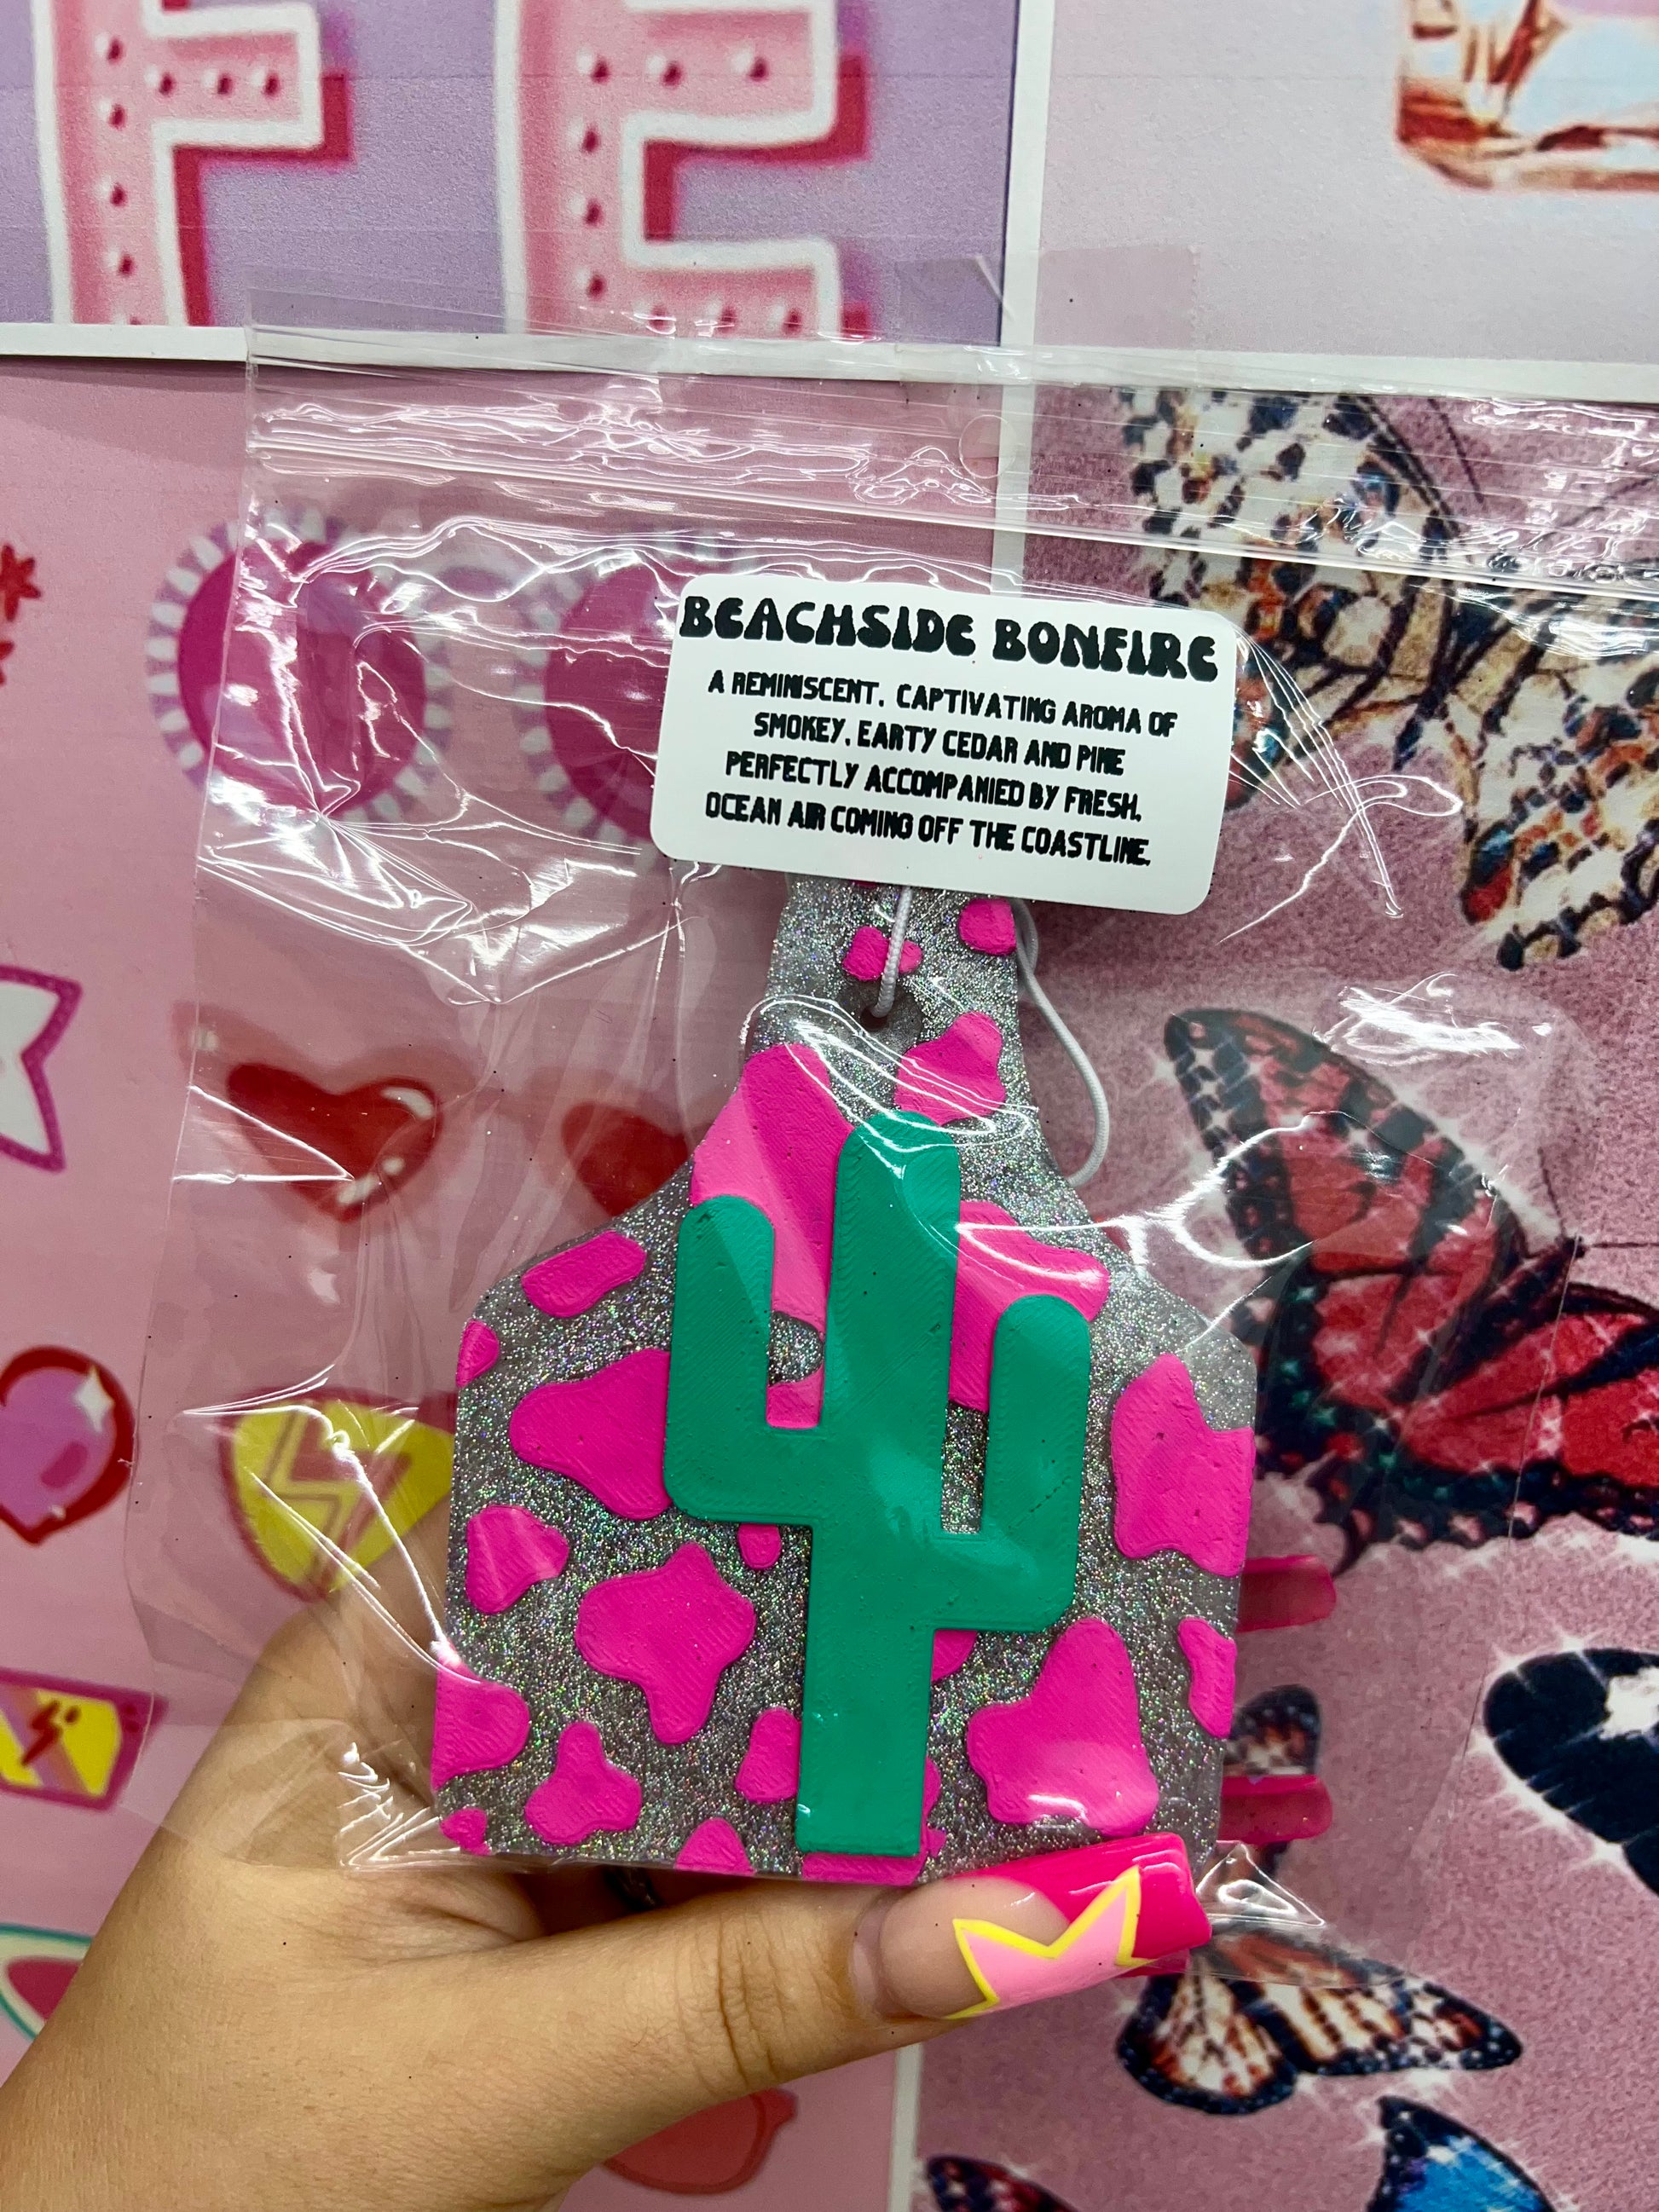 FE
BEACHSIDE BONFIRE
A REMINISCENT, CAPTIVATING AROMA OF
SMOKEY, EARTY CEDAR AND PINE
PERFECTLY ACCOMPANIED BY FRESH,
OCEAN AIR COMING OFF THE COASTLINE.